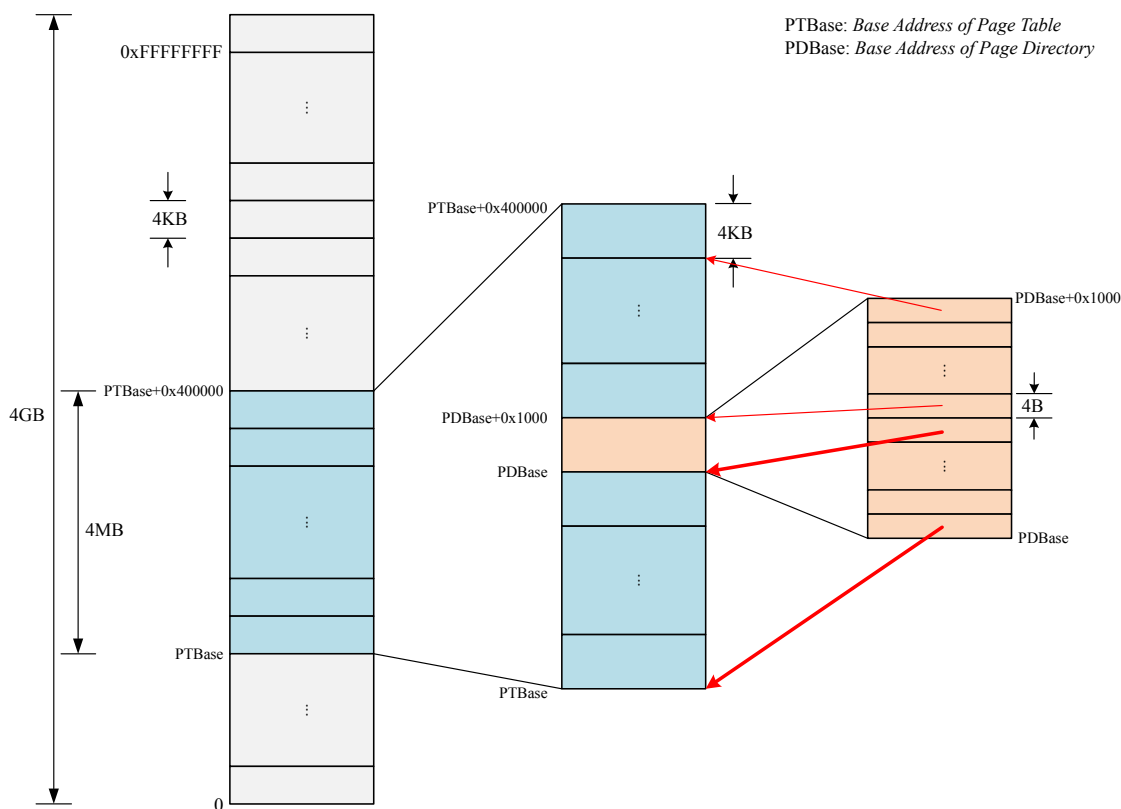 PTBase: Base Address of Page Table
PDBase: Base Address of Page Directory
0xFFFFFFFF
4KB
4GB
PTBase+0x400000
4MB
PTBase
0
PTBase+0x400000
4KB
PDBase+0x1000
PDBase
PTBase
PDBase+0x1000
4B
PDBase